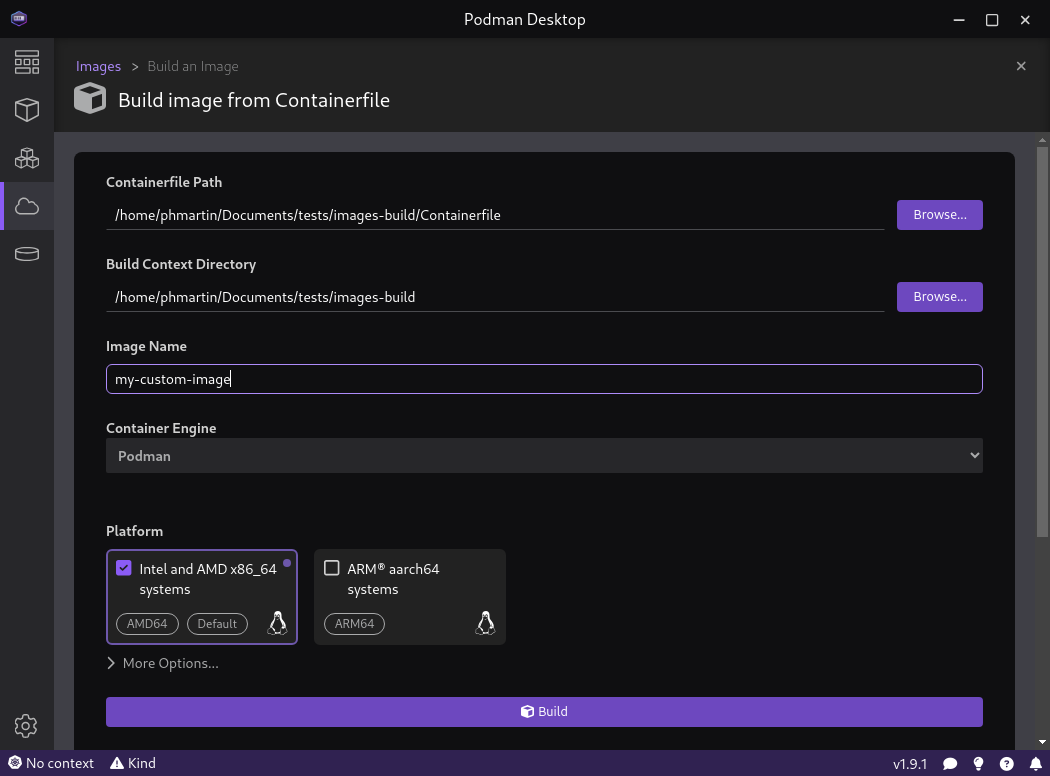 Podman Desktop
Images > Build an Image
Build image from Containerfile
Containerfile Path
/home/phmartin/Documents/tests/images-build/Containerfile
Browse...
Build Context Directory
/home/phmartin/Documents/tests/images-build
Browse...
Image Name
my-custom-image
Container Engine
Podman
Platform
Intel and AMD x86_64
systems
AMD64 Default
ARM® aarch64
systems
ARM64
More Options...
Build
No context Kind v1.9.1